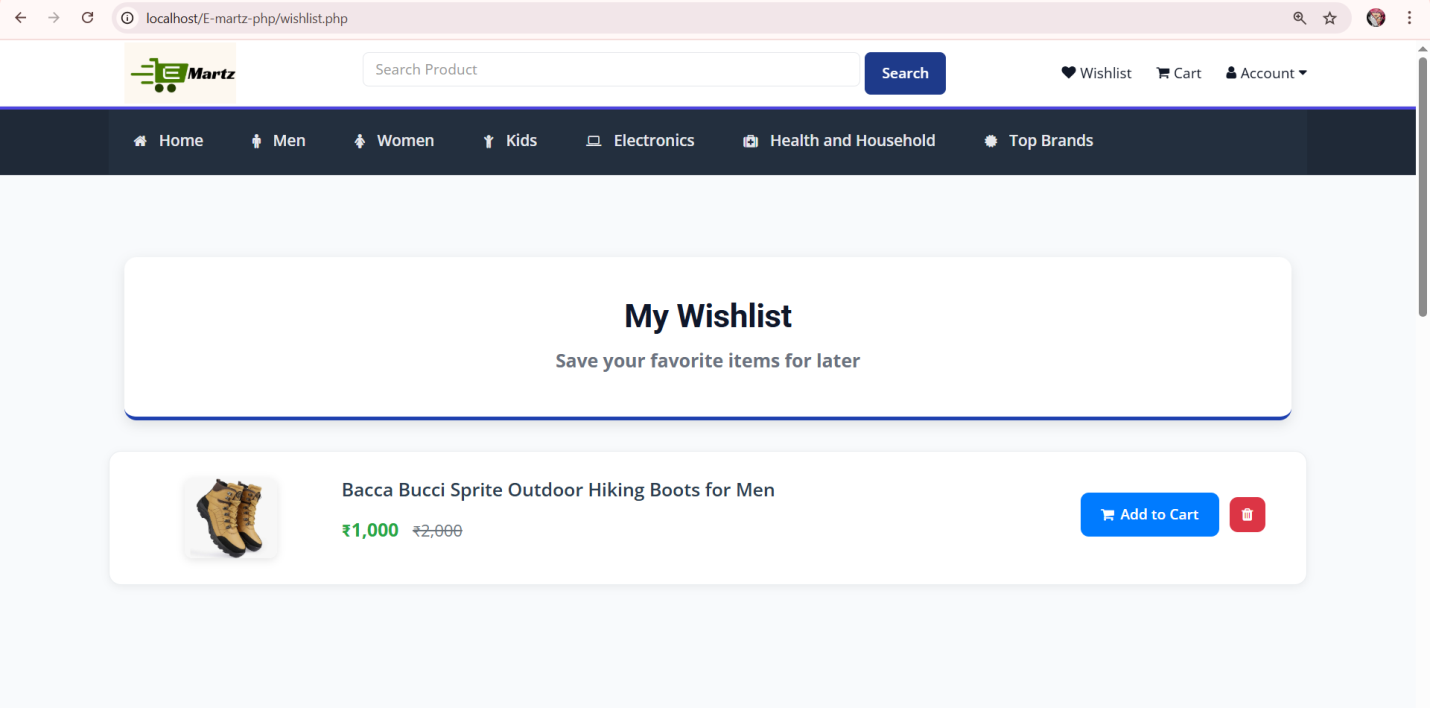 localhost/E-martz-php/wishlist.php
E Martz
Search Product
Search
Wishlist
Cart
Account
Home
Men
Women
Kids
Electronics
Health and Household
Top Brands
My Wishlist
Save your favorite items for later
Bacca Bucci Sprite Outdoor Hiking Boots for Men
₹1,000 ₹2,000
Add to Cart